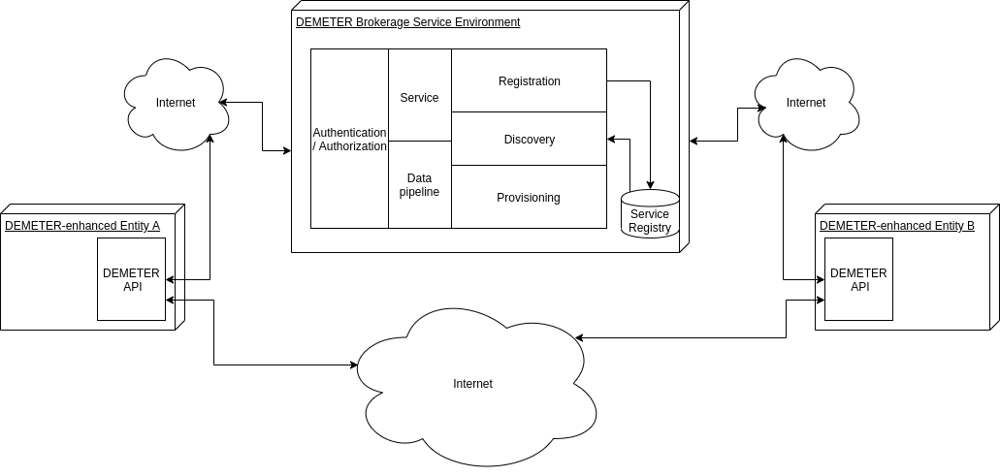 DEMETER Brokerage Service Environment
Internet
Authentication
/ Authorization
Service
Data
pipeline
Registration
Discovery
Provisioning
Service
Registry
Internet
DEMETER-enhanced Entity A
DEMETER
API
DEMETER-enhanced Entity B
DEMETER
API
Internet